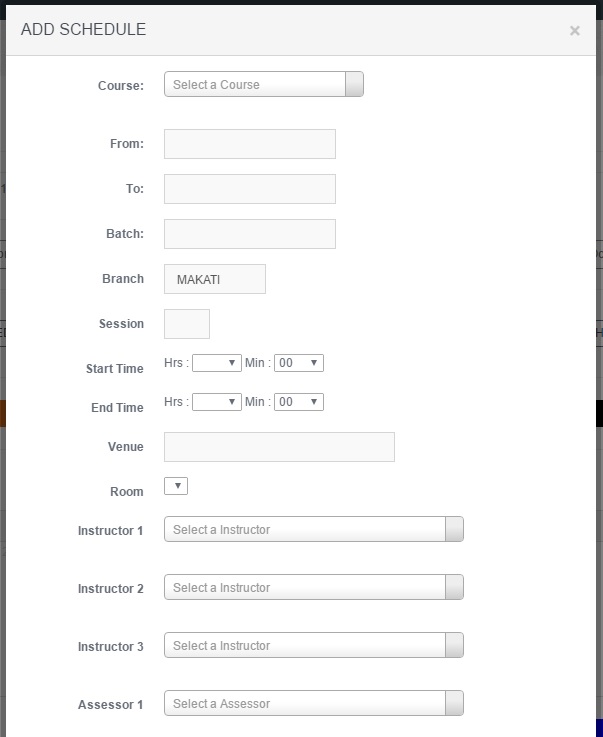 ADD SCHEDULE ×
Course: Select a Course
From:
To:
Batch:
Branch MAKATI
Session
Start Time Hrs : Min : 00
End Time Hrs : Min : 00
Venue
Room
Instructor 1 Select a Instructor
Instructor 2 Select a Instructor
Instructor 3 Select a Instructor
Assessor 1 Select a Assessor